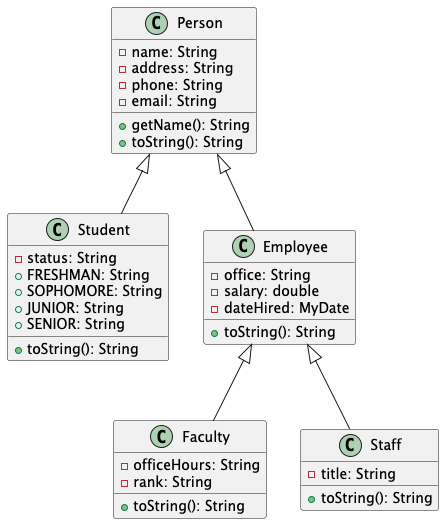 C Person
name: String
address: String
phone: String
email: String
getName(): String
toString(): String
C Student
status: String
FRESHMAN: String
SOPHOMORE: String
JUNIOR: String
SENIOR: String
toString(): String
C Employee
office: String
salary: double
dateHired: MyDate
toString(): String
C Faculty
officeHours: String
rank: String
toString(): String
C Staff
title: String
toString(): String